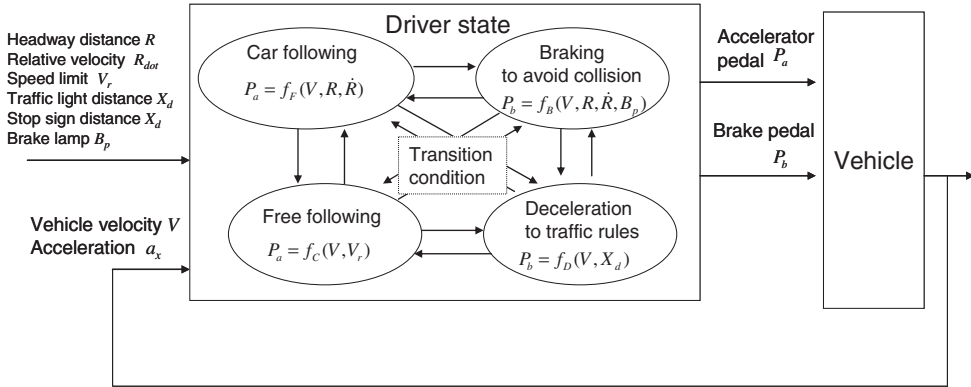 Driver state
Headway distance R
Relative velocity R_dot
Speed limit V_r
Traffic light distance X_d
Stop sign distance X_d
Brake lamp B_p
Vehicle velocity V
Acceleration a_x
Car following
P_a = f_F(V, R, Ṙ)
Braking
to avoid collision
P_b = f_B(V, R, Ṙ, B_p)
Transition
condition
Free following
P_a = f_C(V, V_r)
Deceleration
to traffic rules
P_b = f_D(V, X_d)
Accelerator
pedal P_a
Brake pedal
P_b
Vehicle